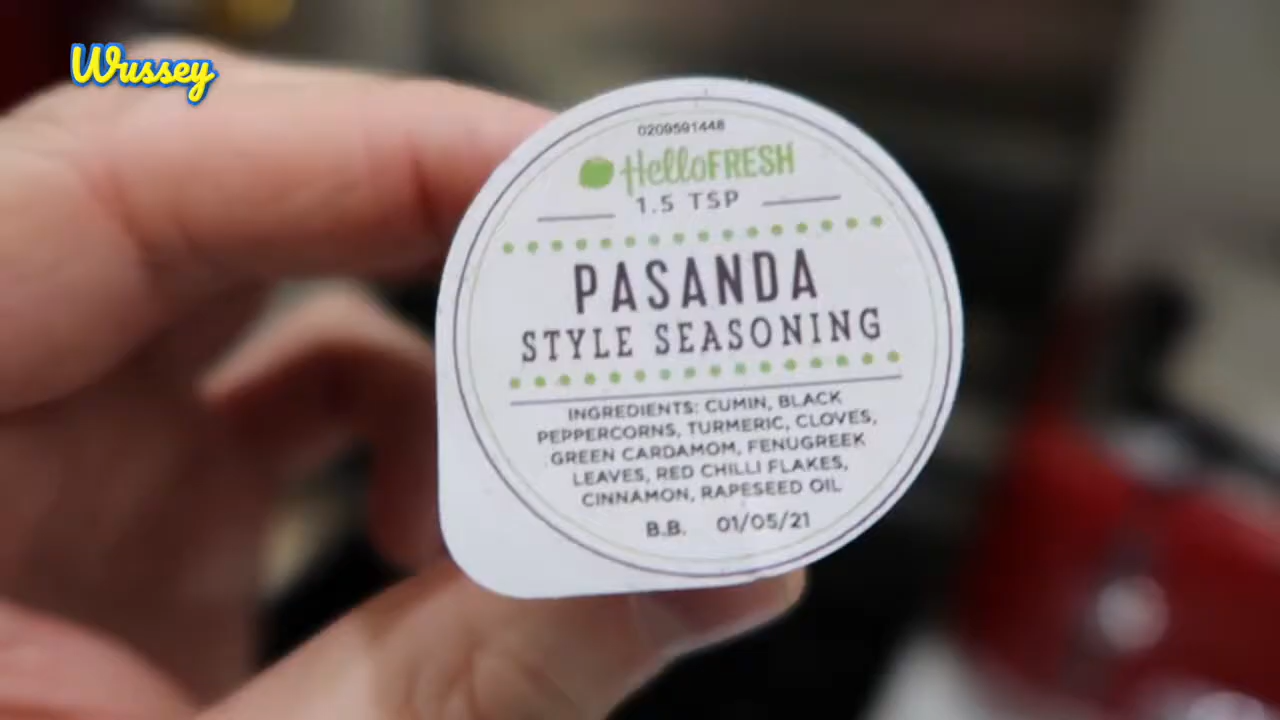 Wussey
0209591448
HelloFRESH
1.5 TSP
PASANDA
STYLE SEASONING
INGREDIENTS: CUMIN, BLACK
PEPPERCORNS, TURMERIC, CLOVES,
GREEN CARDAMOM, FENUGREEK
LEAVES, RED CHILLI FLAKES,
CINNAMON, RAPESEED OIL
B.B. 01/05/21